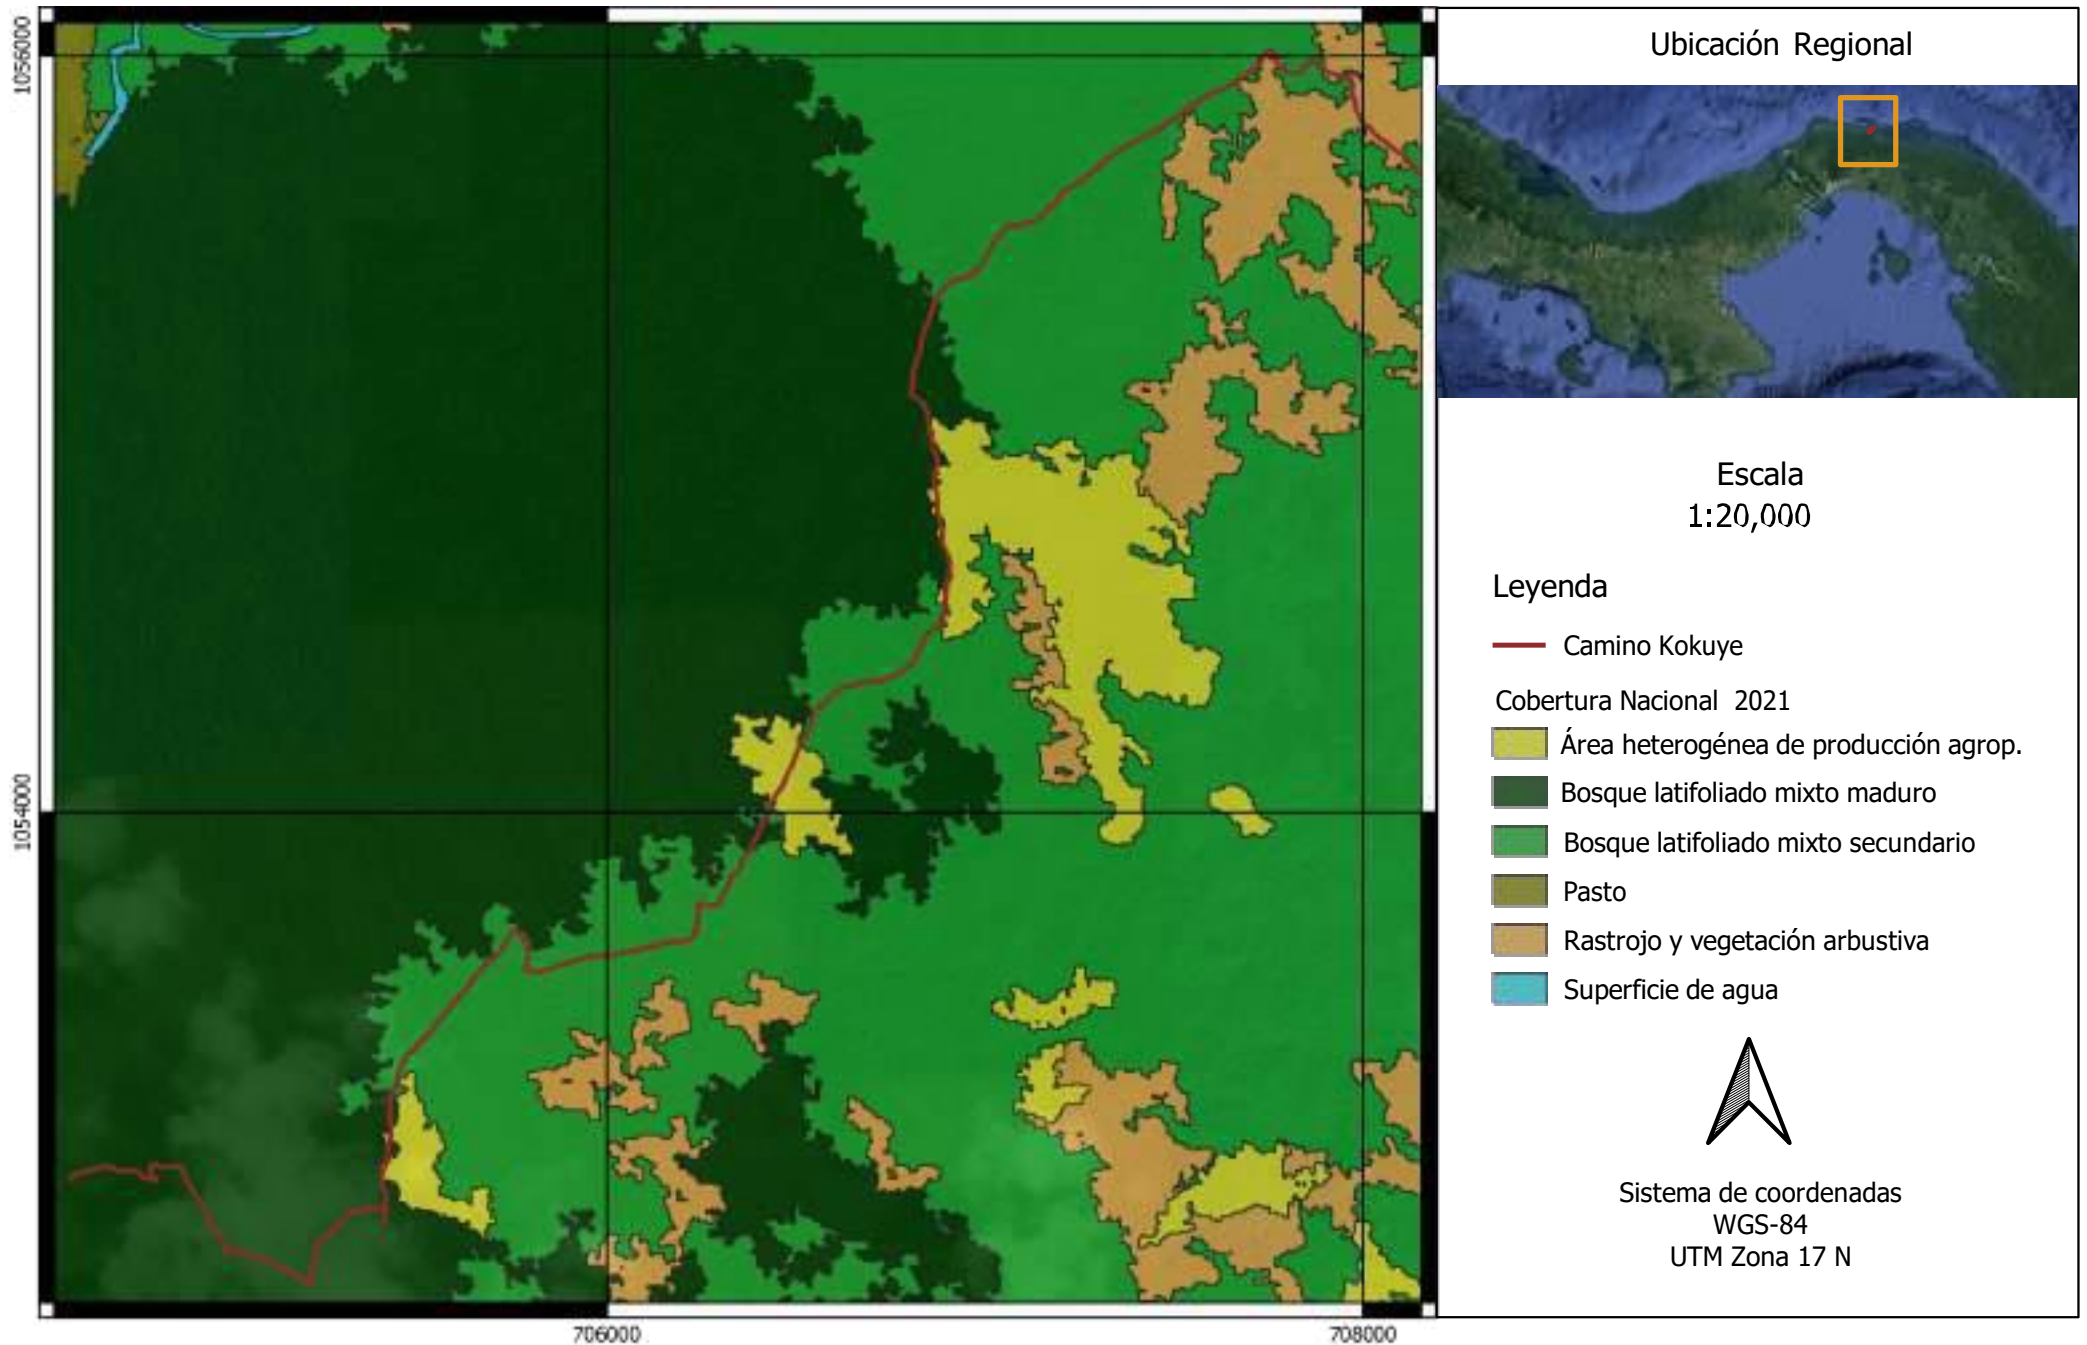 1056000
1054000
706000
708000
Ubicación Regional
Escala
1:20,000
Leyenda
Camino Kokuye
Cobertura Nacional 2021
Área heterogénea de producción agrop.
Bosque latifoliado mixto maduro
Bosque latifoliado mixto secundario
Pasto
Rastrojo y vegetación arbustiva
Superficie de agua
Sistema de coordenadas
WGS-84
UTM Zona 17 N